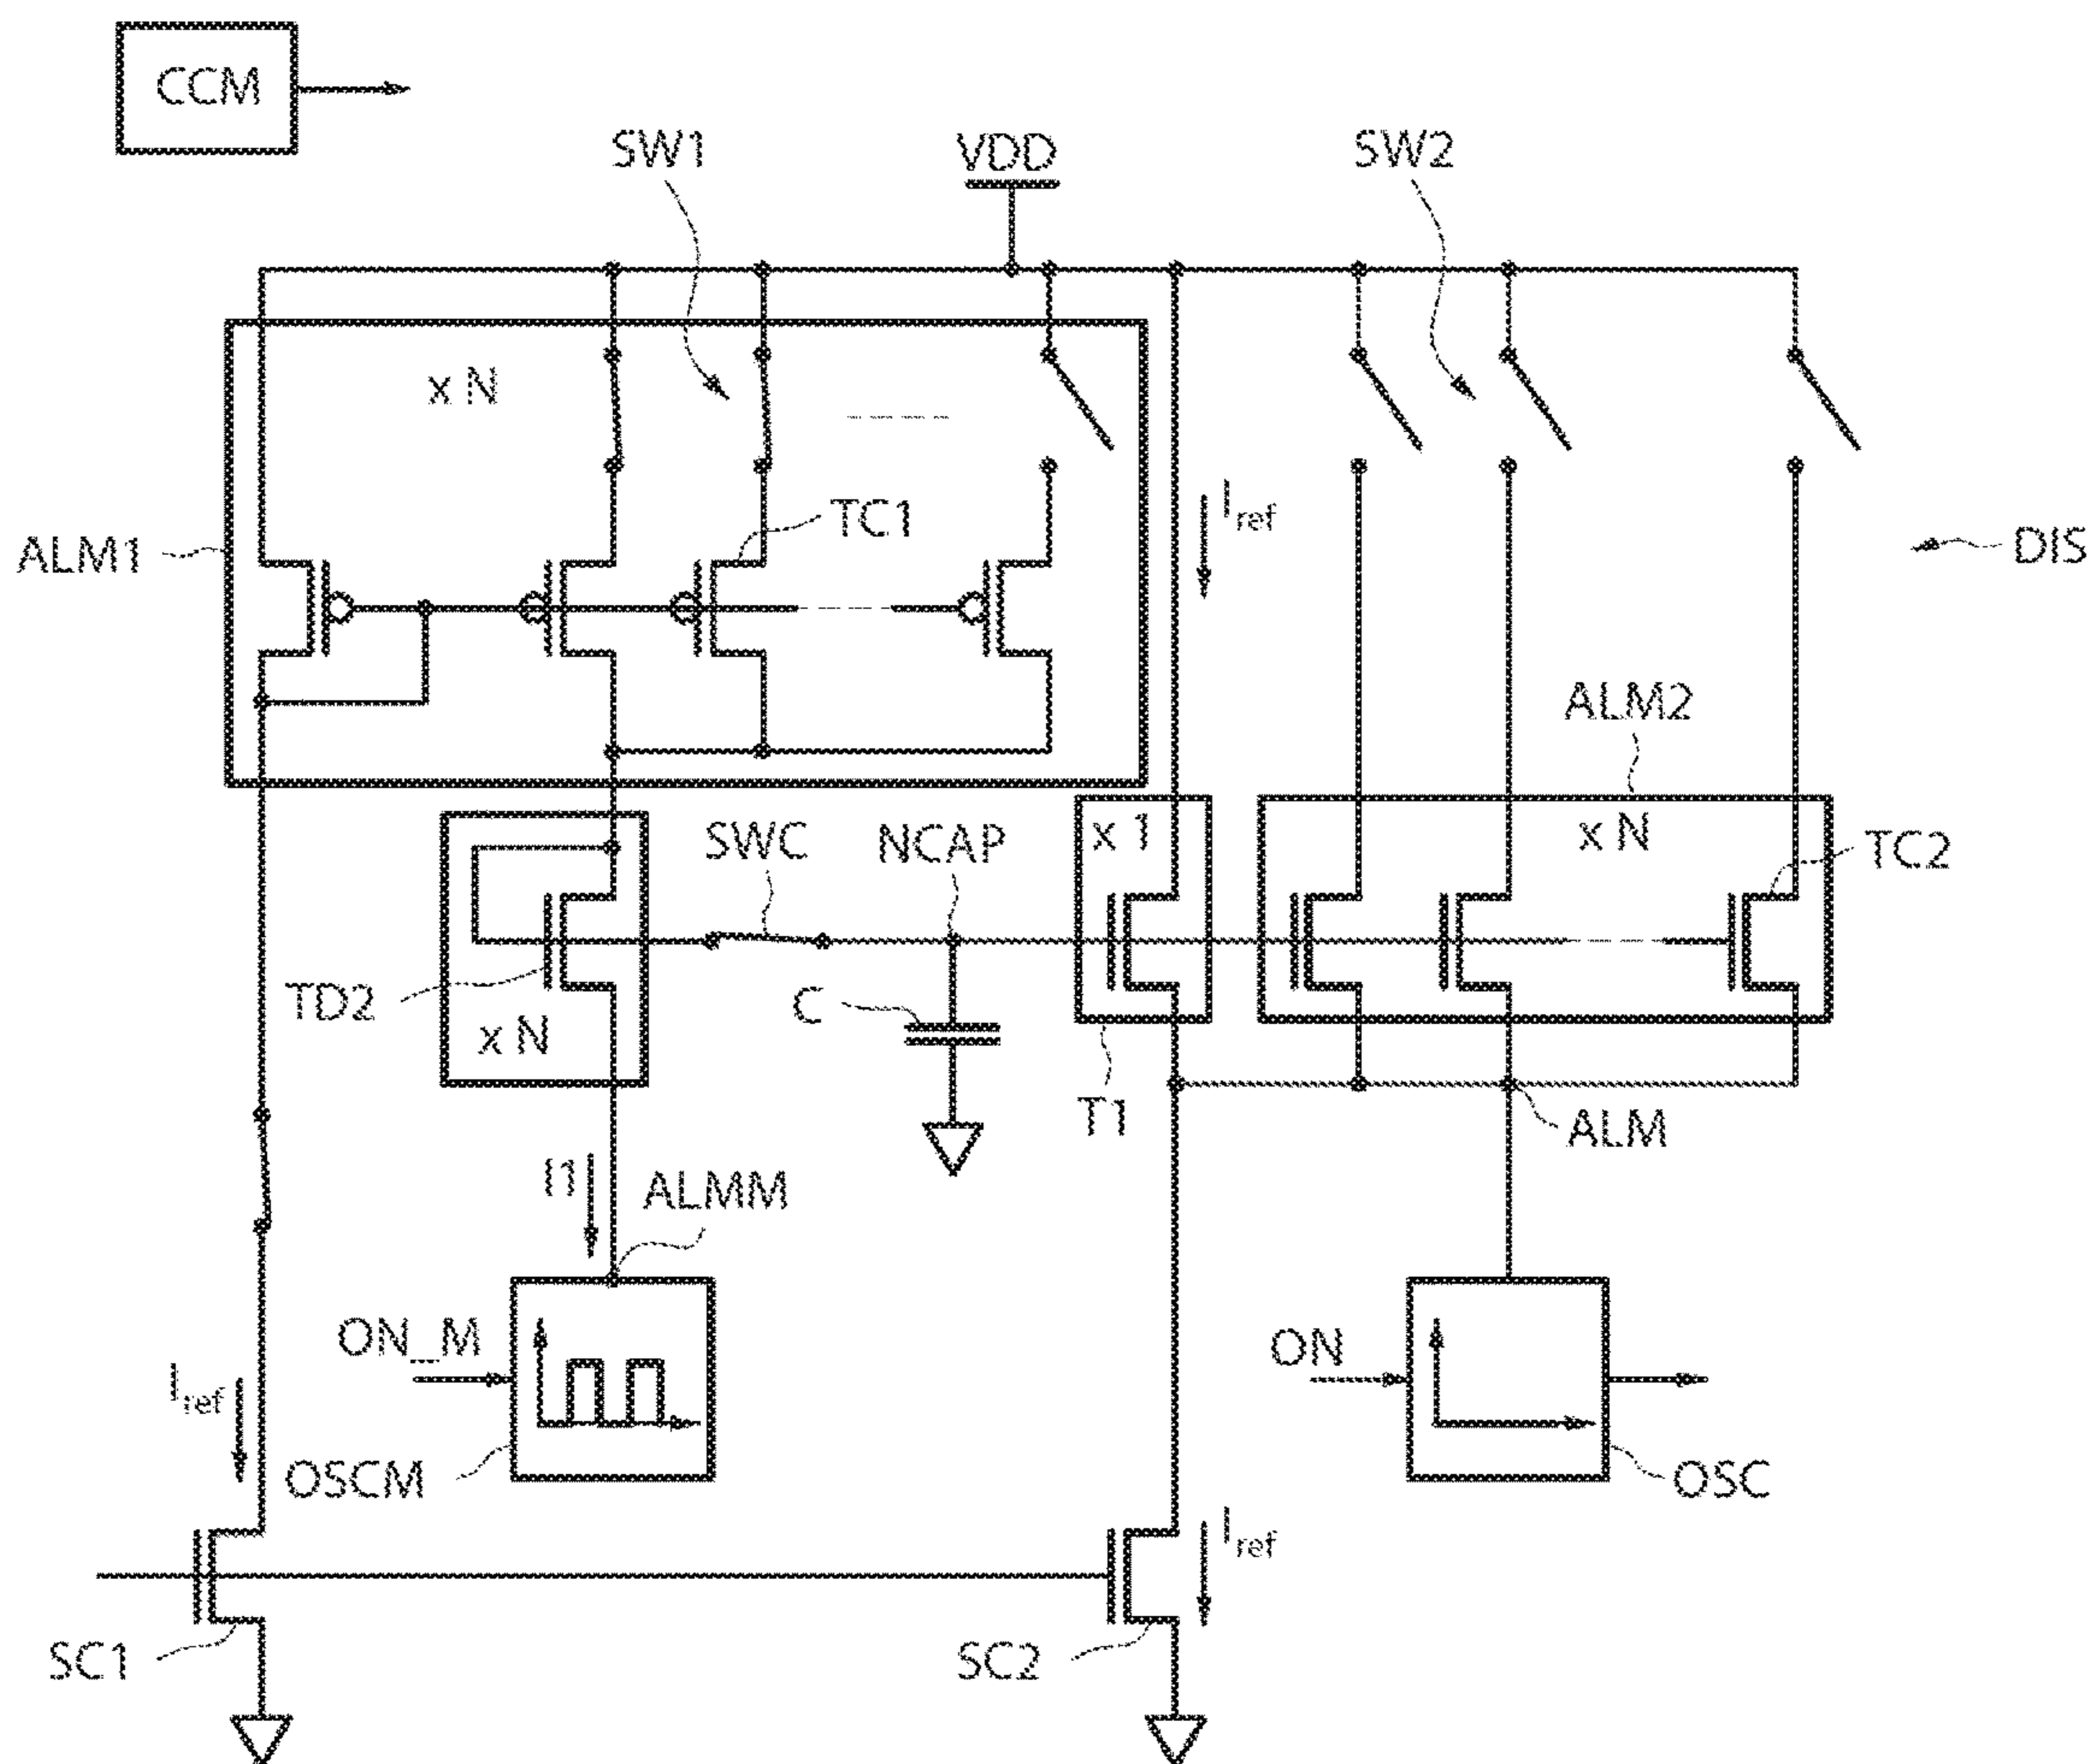 CCM
SW1
VDD
SW2
x N
TC1
Iref
ALM1
DIS
ALM2
x 1
x N
SWC
NCAP
TC2
TD2
C
x N
T1
ALM
I1
ALMM
ON_M
ON
Iref
OSCM
OSC
Iref
SC1
SC2